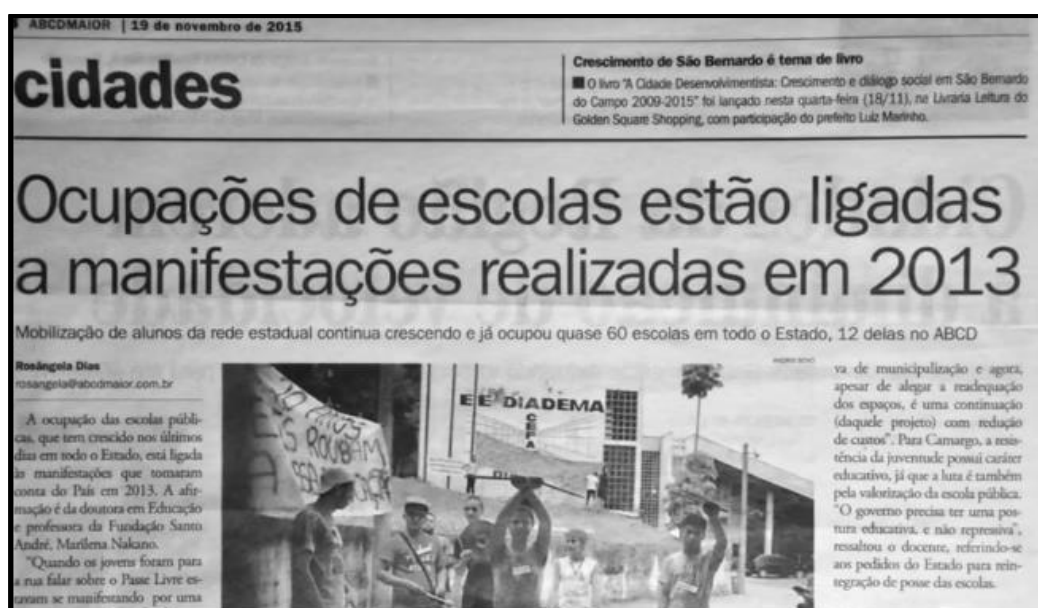 ABCDMAIOR | 19 de novembro de 2015
cidades
Crescimento de São Bernardo é tema de livro
O livro "A Cidade Desenvolvimentista: Crescimento e diálogo social em São Bernardo
do Campo 2009-2015" foi lançado nesta quarta-feira (18/11), na Livraria Leitura do
Golden Square Shopping, com participação do prefeito Luiz Marinho.
Ocupações de escolas estão ligadas
a manifestações realizadas em 2013
Mobilização de alunos da rede estadual continua crescendo e já ocupou quase 60 escolas em todo o Estado, 12 delas no ABCD
Rosângela Dias
rosangela@abcdmaior.com.br
A ocupação das escolas públi-
cas, que tem crescido nos últimos
dias em todo o Estado, está ligada
às manifestações que tomaram
conta do País em 2013. A afir-
mação é da doutora em Educação
e professora da Fundação Santo
André, Marilena Nakano.
"Quando os jovens foram para
a rua falar sobre o Passe Livre es-
tavam se manifestando por uma
E E DIADEMA
CEFA
ROUBAM
va de municipalização e agora,
apesar de alegar a readequação
dos espaços, é uma continuação
(daquele projeto) com redução
de custos". Para Camargo, a resis-
tência da juventude possui caráter
educativo, já que a luta é também
pela valorização da escola pública.
"O governo precisa ter uma pos-
tura educativa, e não repressiva",
ressaltou o docente, referindo-se
aos pedidos do Estado para rein-
tegração de posse das escolas.